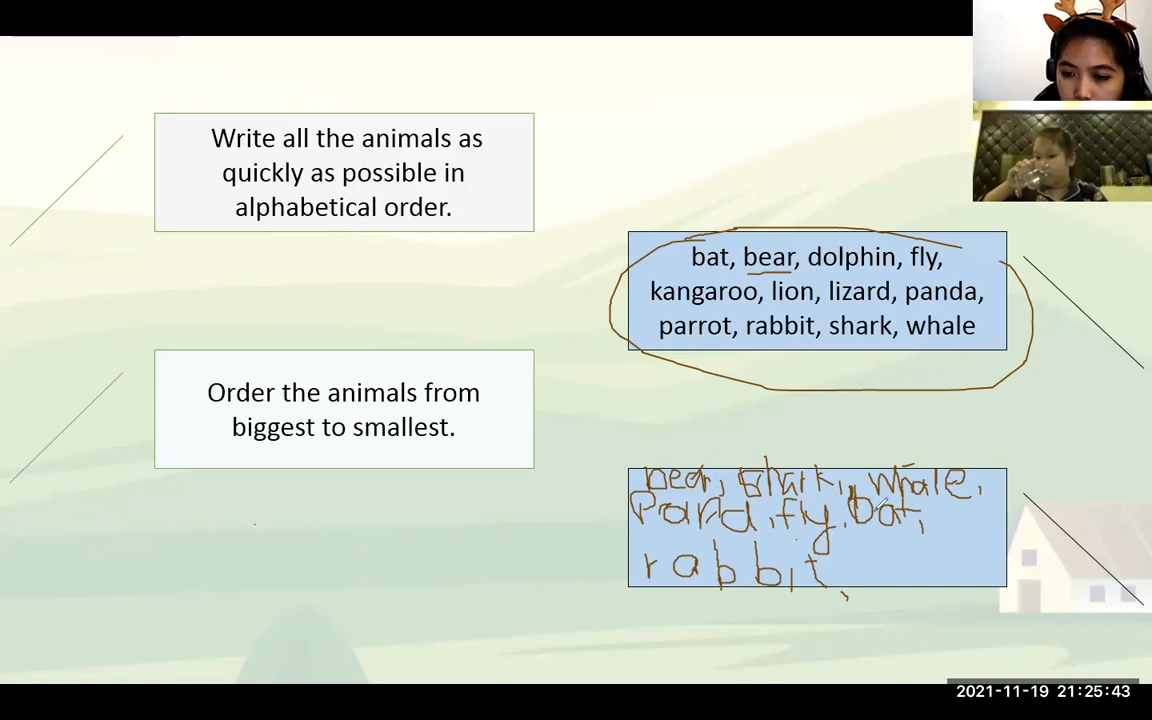 Write all the animals as
quickly as possible in
alphabetical order.
bat, bear, dolphin, fly,
kangaroo, lion, lizard, panda,
parrot, rabbit, shark, whale
Order the animals from
biggest to smallest.
bear, shark, whale,
Panda, fly, bat,
rabbit,
2021-11-19 21:25:43